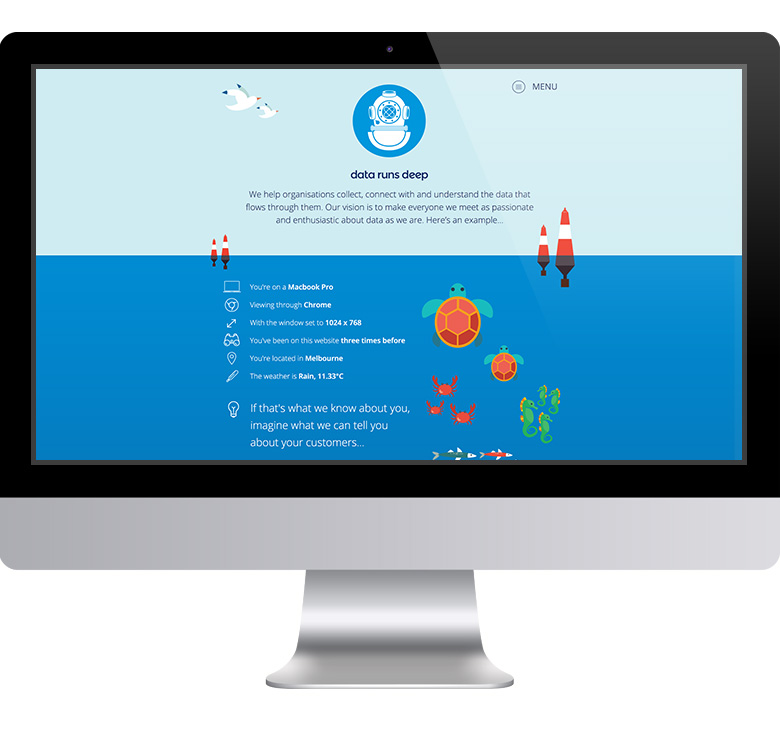 MENU
data runs deep
We help organisations collect, connect with and understand the data that
flows through them. Our vision is to make everyone we meet as passionate
and enthusiastic about data as we are. Here's an example...
You're on a Macbook Pro
Viewing through Chrome
With the window set to 1024 x 768
You've been on this website three times before
You're located in Melbourne
The weather is Rain, 11.33°C
If that's what we know about you,
imagine what we can tell you
about your customers...